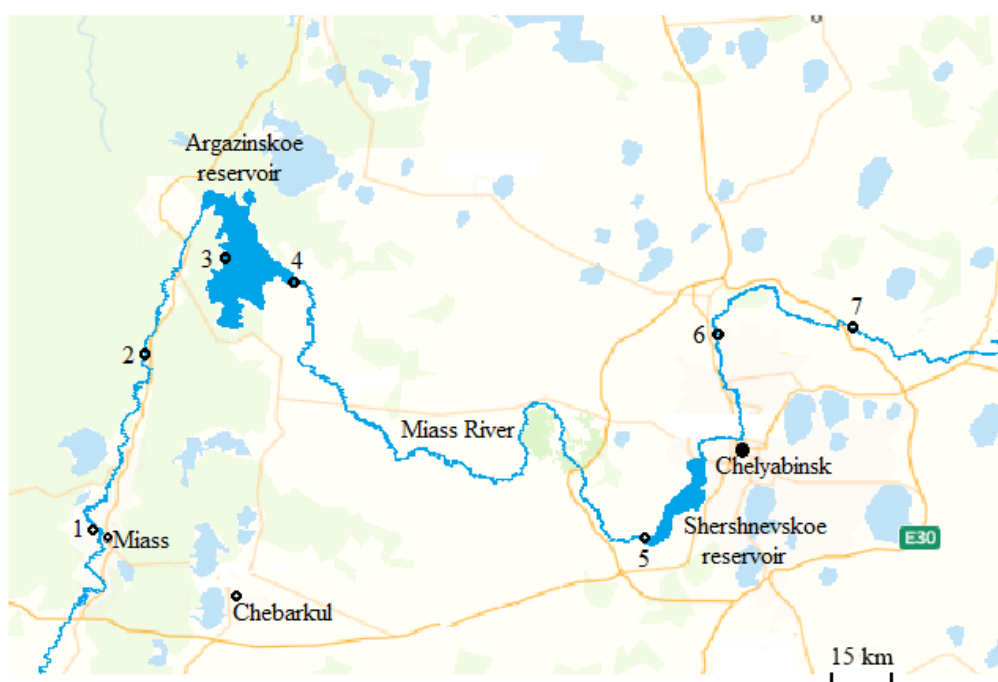 Argazinskoe
reservoir
3
4
7
6
2
Miass River
Chelyabinsk
1
Miass
Shershnevskoe
reservoir
E30
5
Chebarkul
15 km